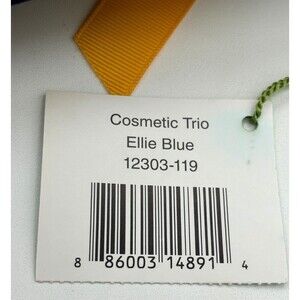 Cosmetic Trio
Ellie Blue
12303-119
8 86003 14891 4